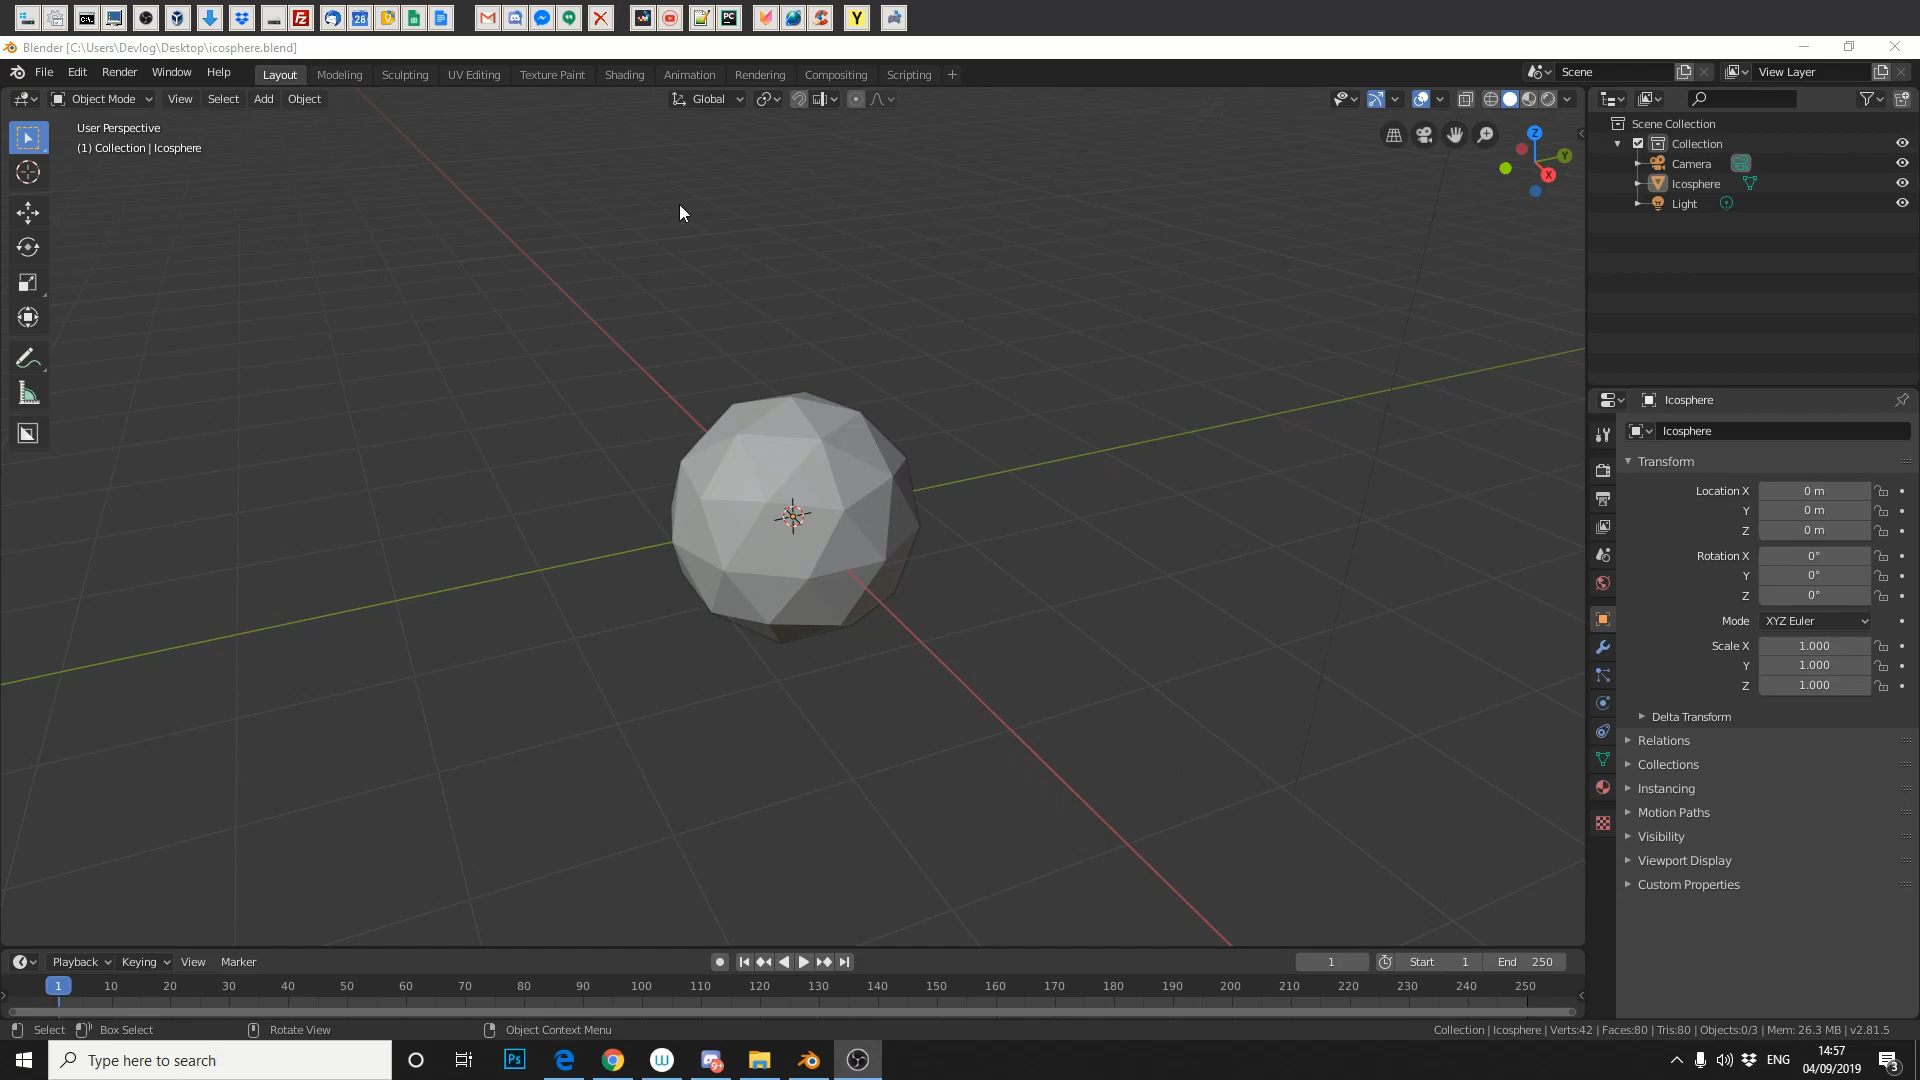 28
Y
Blender [C:\Users\Devlog\Desktop\icosphere.blend]
File Edit Render Window Help
Layout Modeling Sculpting UV Editing Texture Paint Shading Animation Rendering Compositing Scripting +
Scene
View Layer
Object Mode View Select Add Object
Global
User Perspective
(1) Collection | Icosphere
Z
Y
X
Scene Collection
Collection
Camera
Icosphere
Light
Icosphere
Icosphere
Transform
Location X 0 m
Y 0 m
Z 0 m
Rotation X 0°
Y 0°
Z 0°
Mode XYZ Euler
Scale X 1.000
Y 1.000
Z 1.000
Delta Transform
Relations
Collections
Instancing
Motion Paths
Visibility
Viewport Display
Custom Properties
Playback Keying View Marker
1 Start 1 End 250
1 10 20 30 40 50 60 70 80 90 100 110 120 130 140 150 160 170 180 190 200 210 220 230 240 250
Select Box Select Rotate View Object Context Menu
Collection | Icosphere | Verts:42 | Faces:80 | Tris:80 | Objects:0/3 | Mem: 26.3 MB | v2.81.5
Type here to search
Ps
ENG
14:57
04/09/2019
3